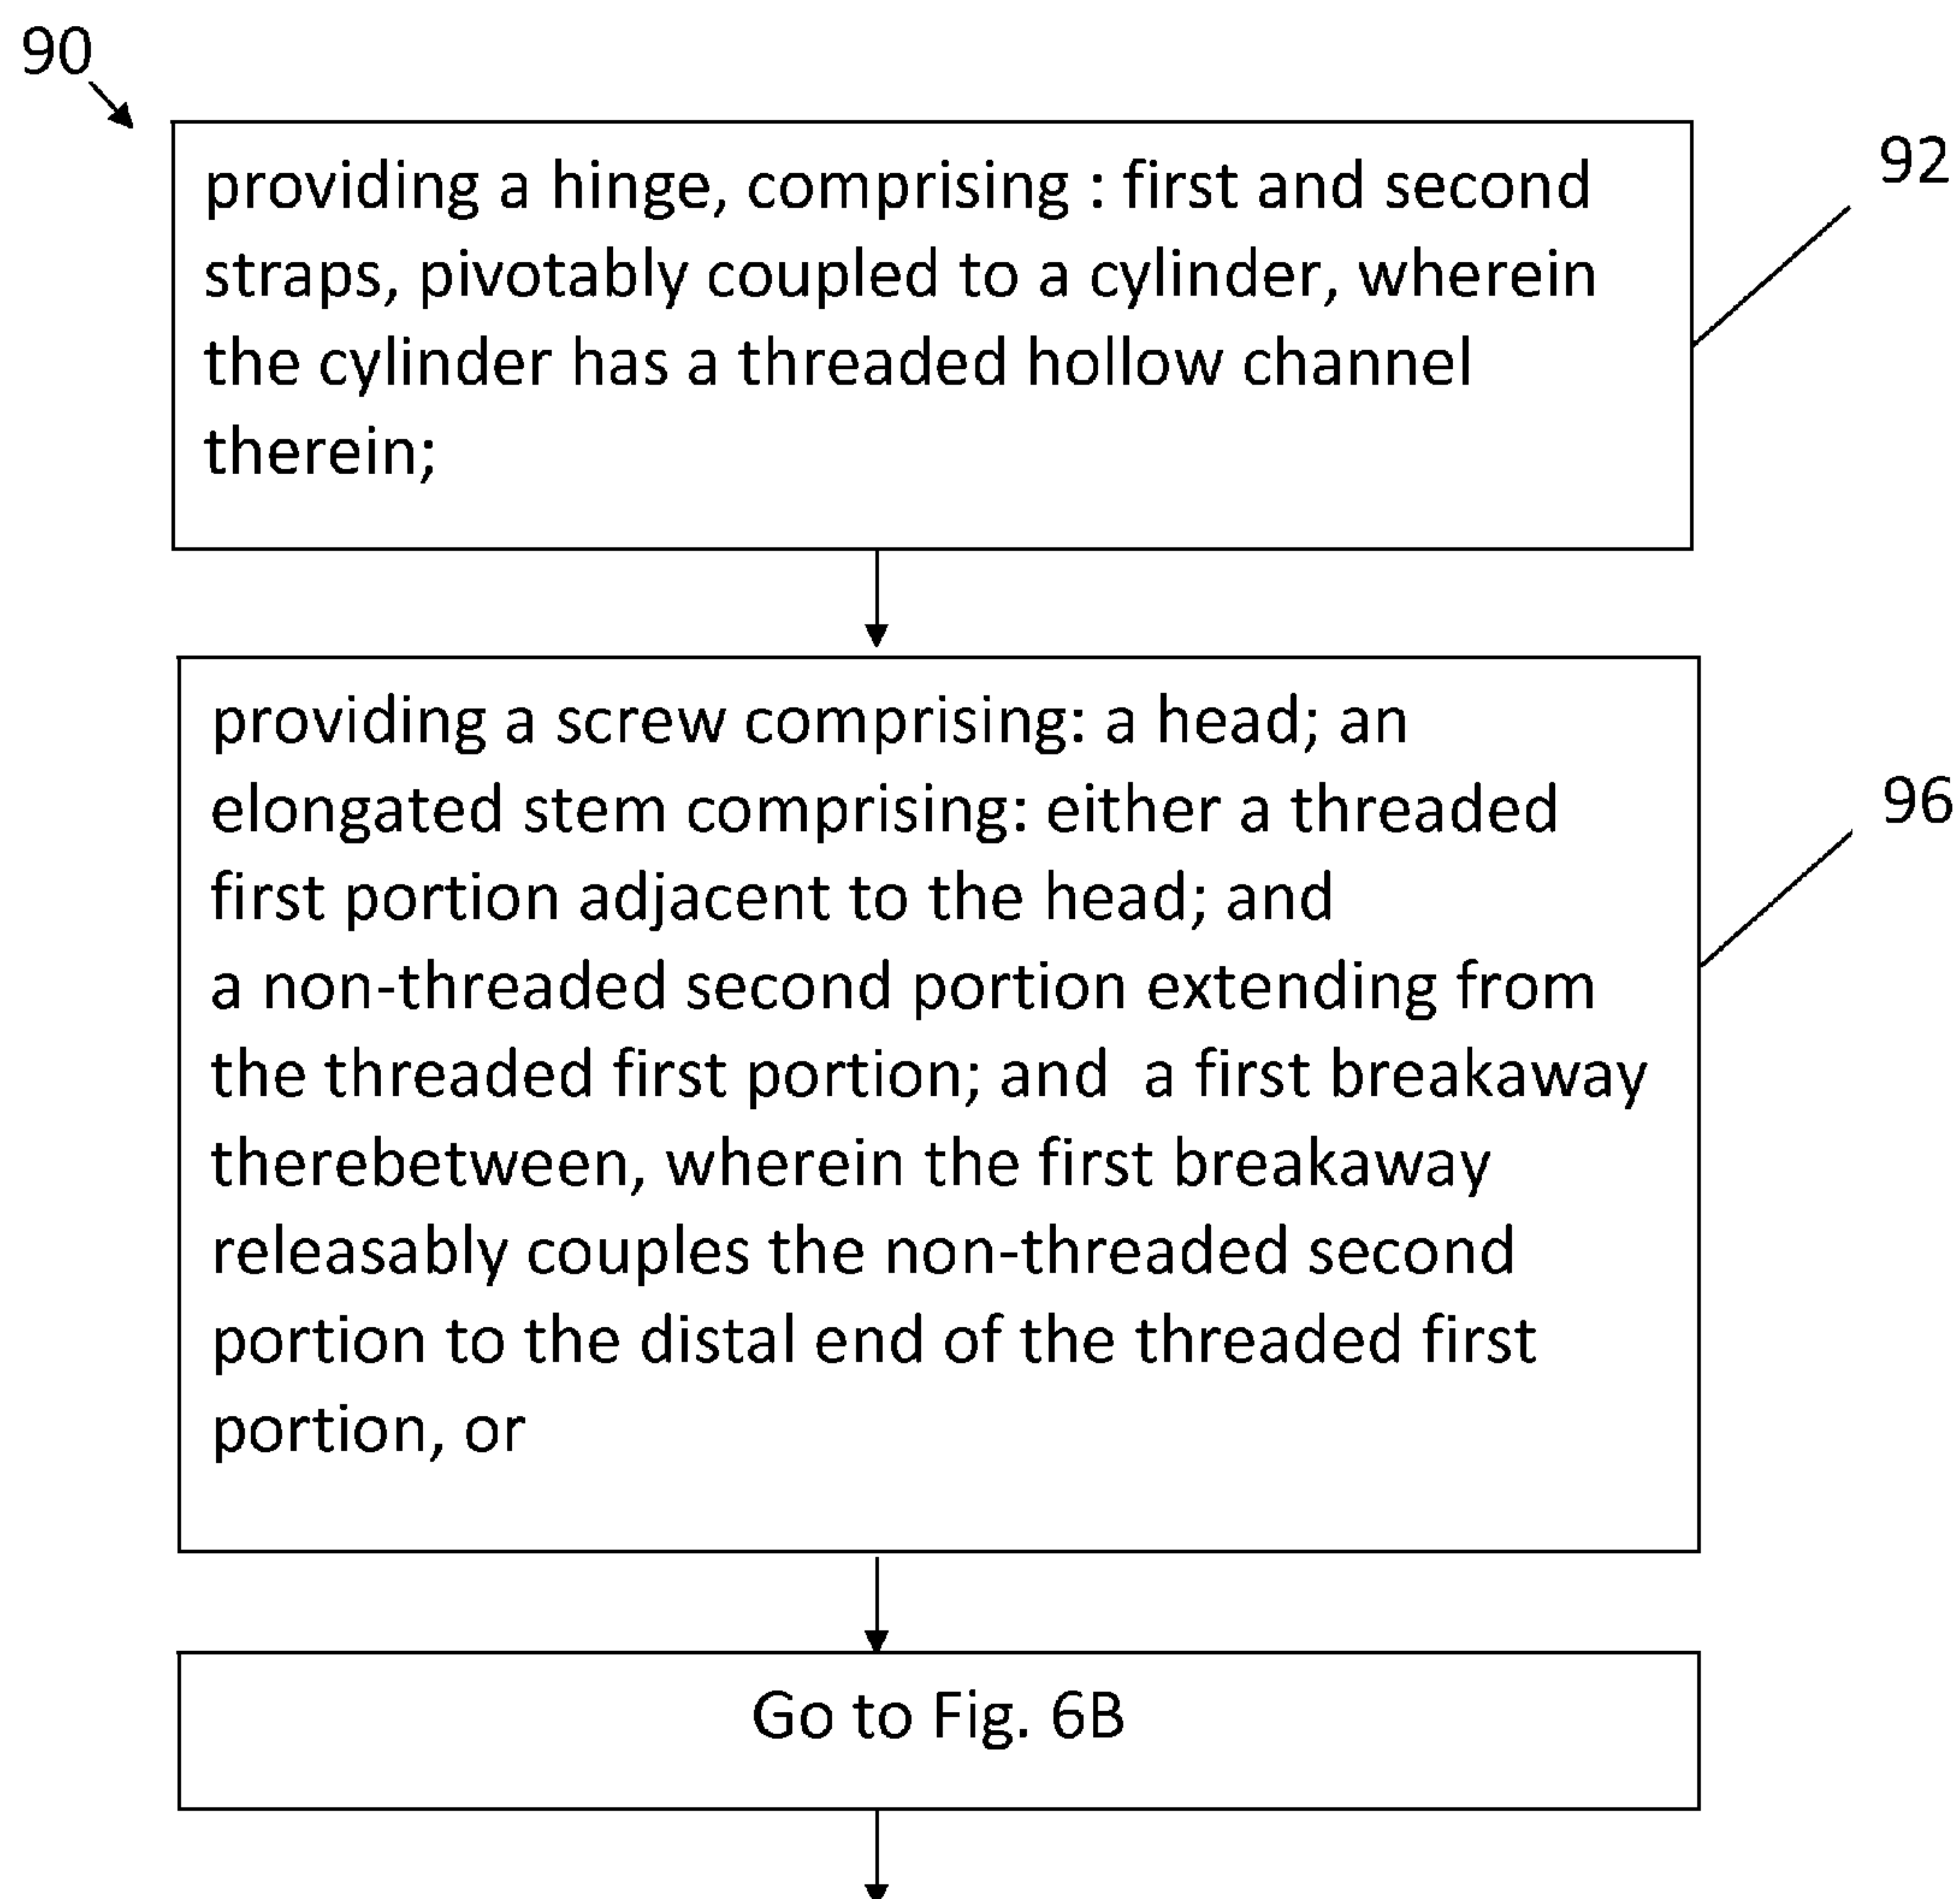 90
92
providing a hinge, comprising : first and second
straps, pivotably coupled to a cylinder, wherein
the cylinder has a threaded hollow channel
therein;
96
providing a screw comprising: a head; an
elongated stem comprising: either a threaded
first portion adjacent to the head; and
a non-threaded second portion extending from
the threaded first portion; and a first breakaway
therebetween, wherein the first breakaway
releasably couples the non-threaded second
portion to the distal end of the threaded first
portion, or
Go to Fig. 6B